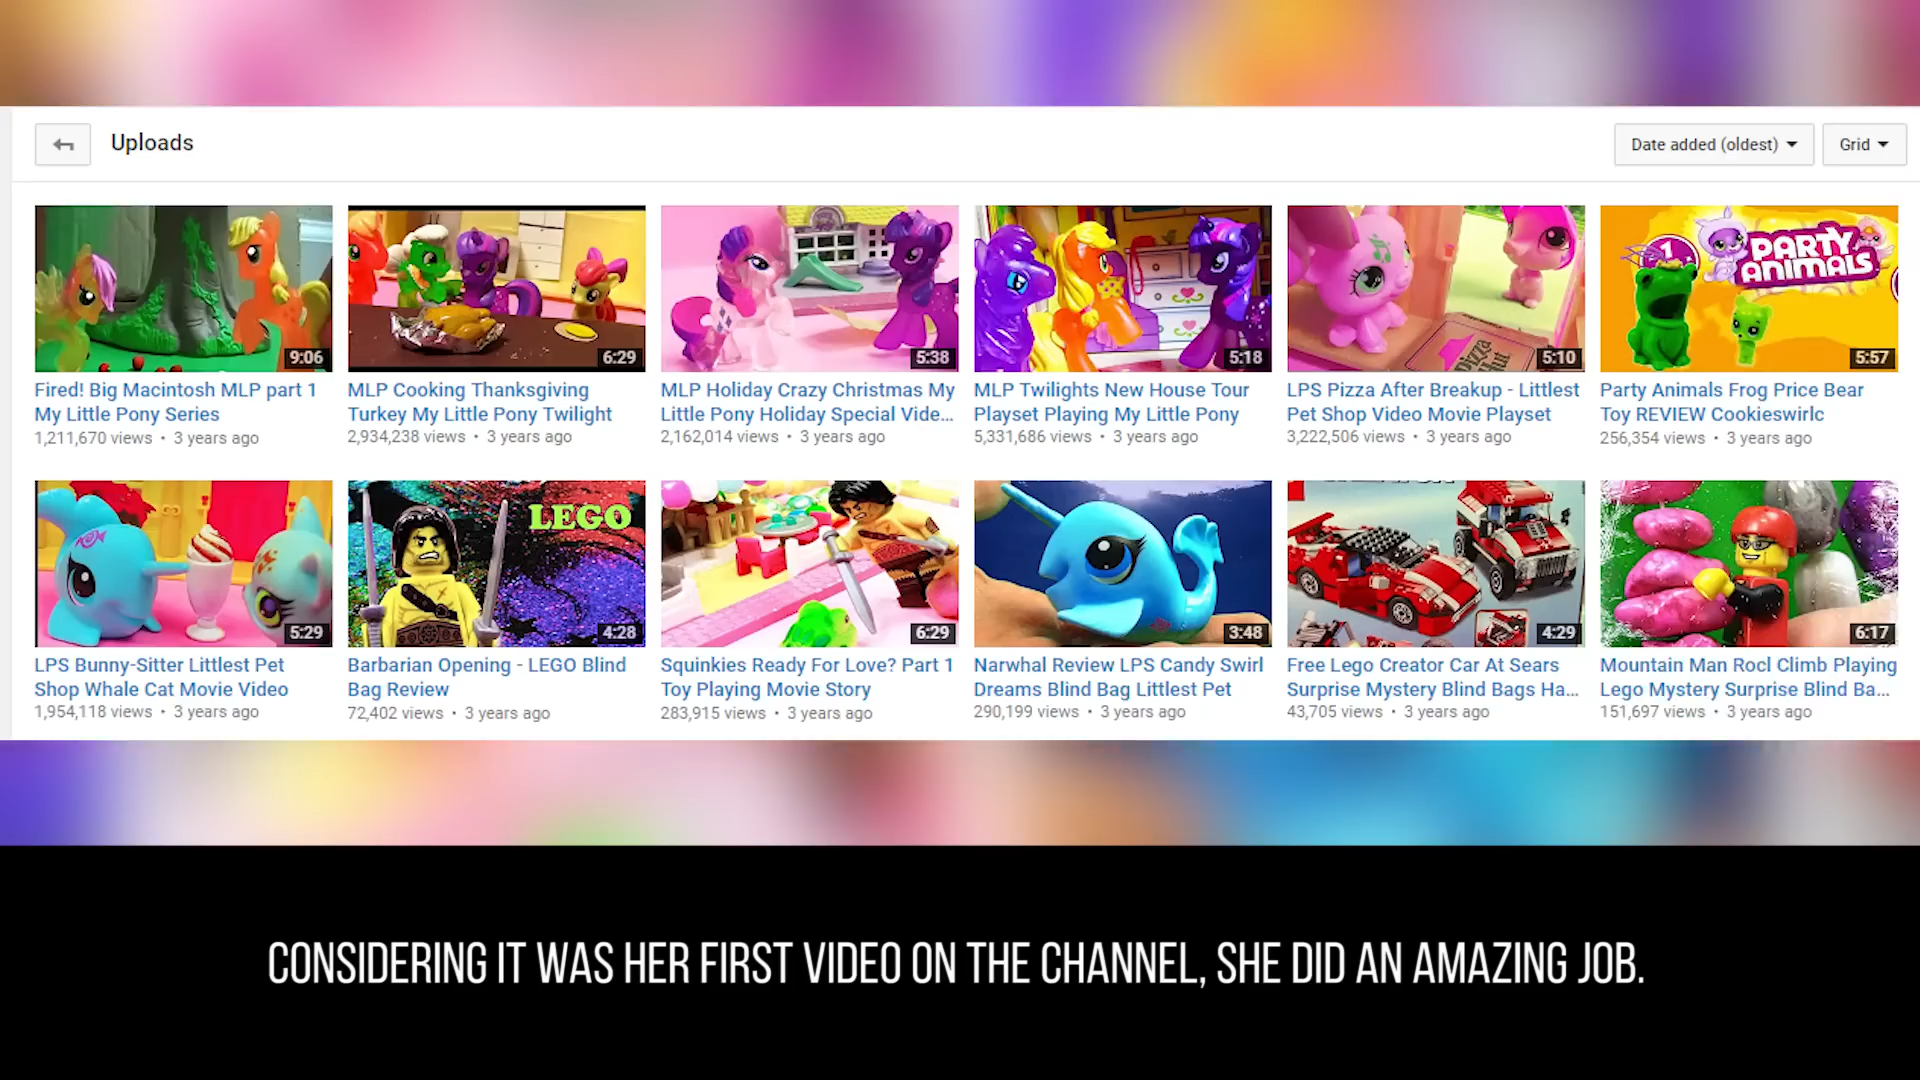 Uploads
Date added (oldest)
Grid
PARTY
ANIMALS
1
9:06
6:29
5:38
5:18
Pizza
Hut
5:10
5:57
Fired! Big Macintosh MLP part 1
My Little Pony Series
1,211,670 views • 3 years ago
MLP Cooking Thanksgiving
Turkey My Little Pony Twilight
2,934,238 views • 3 years ago
MLP Holiday Crazy Christmas My
Little Pony Holiday Special Vide...
2,162,014 views • 3 years ago
MLP Twilights New House Tour
Playset Playing My Little Pony
5,331,686 views • 3 years ago
LPS Pizza After Breakup - Littlest
Pet Shop Video Movie Playset
3,222,506 views • 3 years ago
Party Animals Frog Price Bear
Toy REVIEW Cookieswirlc
256,354 views • 3 years ago
LEGO
5:29
4:28
6:29
3:48
4:29
6:17
LPS Bunny-Sitter Littlest Pet
Shop Whale Cat Movie Video
1,954,118 views • 3 years ago
Barbarian Opening - LEGO Blind
Bag Review
72,402 views • 3 years ago
Squinkies Ready For Love? Part 1
Toy Playing Movie Story
283,915 views • 3 years ago
Narwhal Review LPS Candy Swirl
Dreams Blind Bag Littlest Pet
290,199 views • 3 years ago
Free Lego Creator Car At Sears
Surprise Mystery Blind Bags Ha...
43,705 views • 3 years ago
Mountain Man Rocl Climb Playing
Lego Mystery Surprise Blind Ba...
151,697 views • 3 years ago
CONSIDERING IT WAS HER FIRST VIDEO ON THE CHANNEL, SHE DID AN AMAZING JOB.